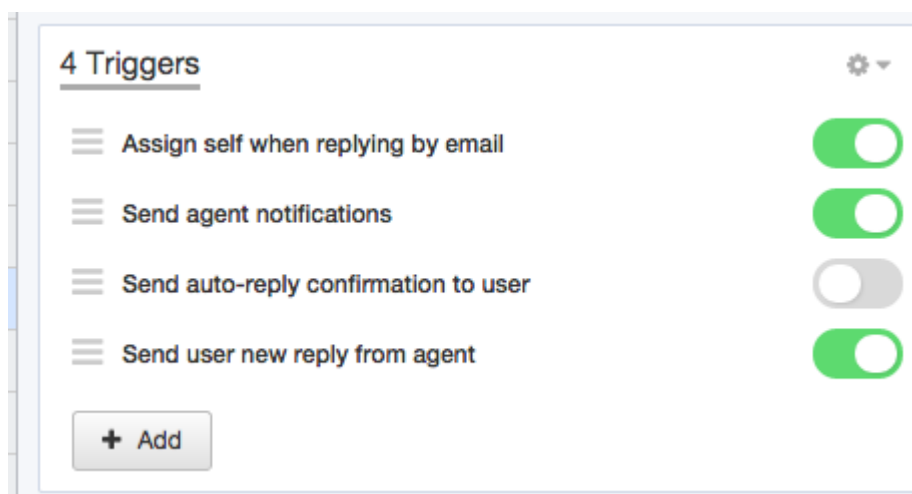 4 Triggers
Assign self when replying by email
Send agent notifications
Send auto-reply confirmation to user
Send user new reply from agent
+ Add